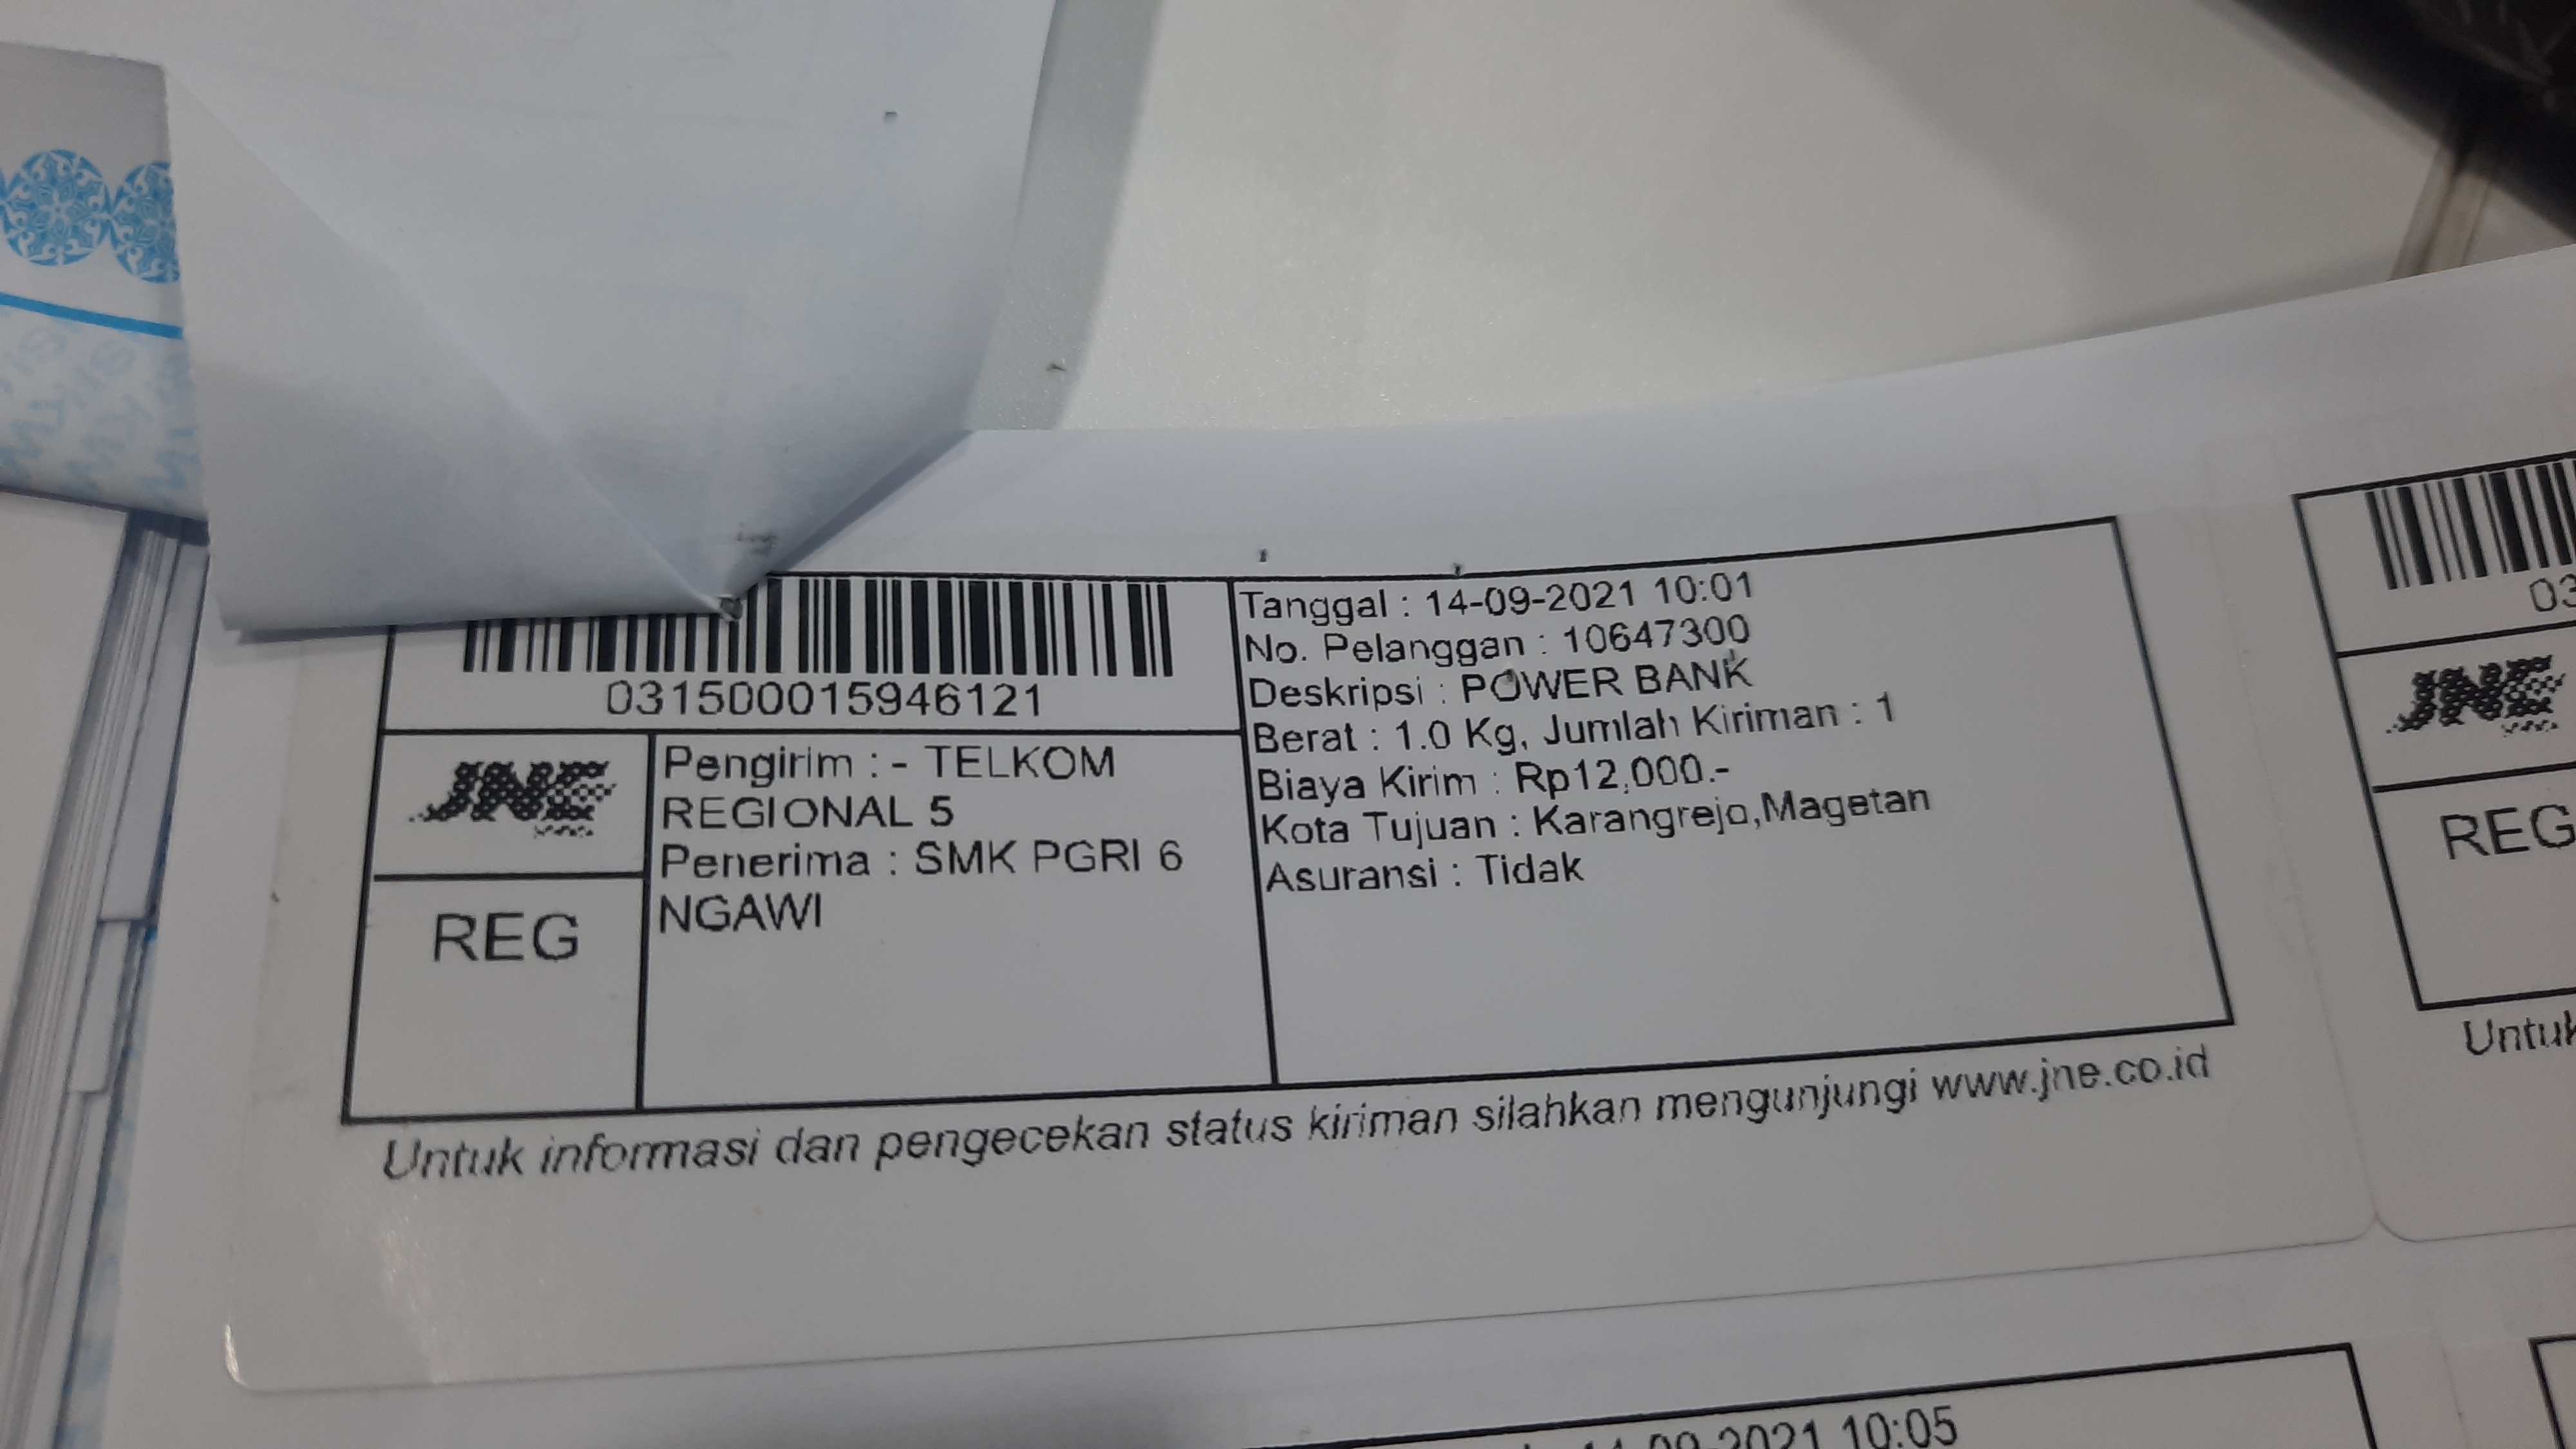 031500015946121
JNE
REG
Pengirim : - TELKOM
REGIONAL 5
Penerima : SMK PGRI 6
NGAWI
Tanggal : 14-09-2021 10:01
No. Pelanggan : 10647300
Deskripsi : POWER BANK
Berat : 1.0 Kg, Jumlah Kiriman : 1
Biaya Kirim : Rp12,000.-
Kota Tujuan : Karangrejo,Magetan
Asuransi : Tidak
Untuk informasi dan pengecekan status kiriman silahkan mengunjungi www.jne.co.id
-2021 10:05
03
JNE
REG
Untuk